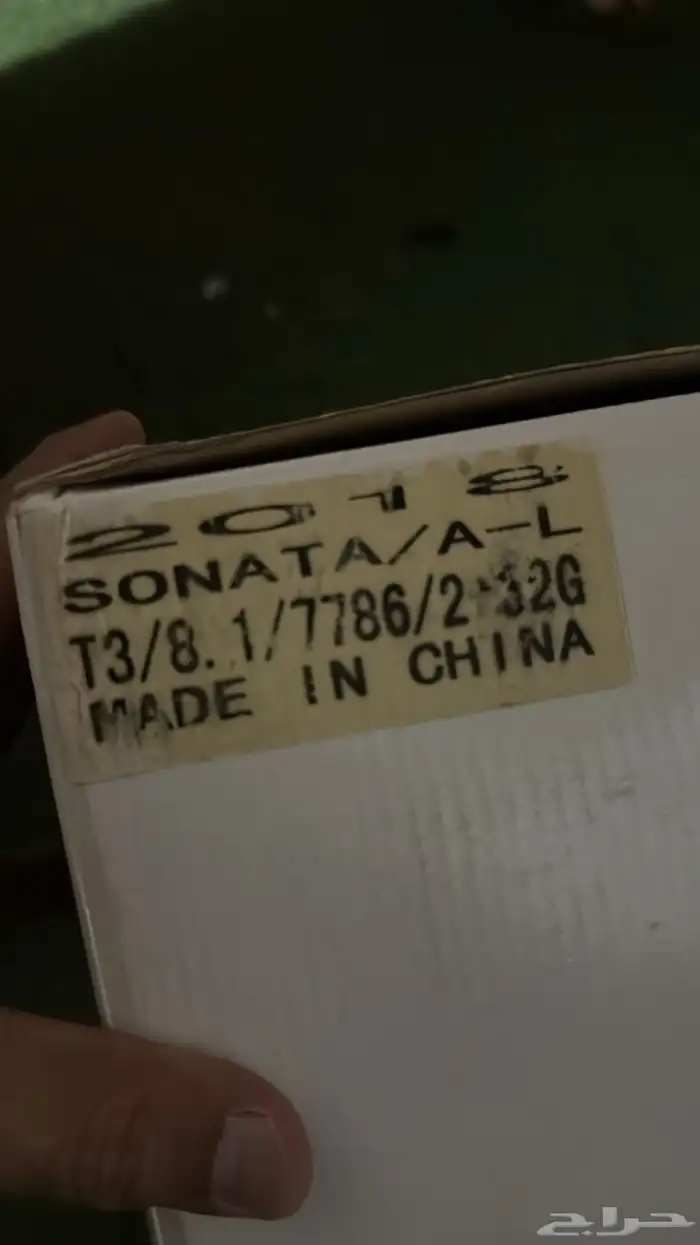 2018
SONATA/A-L
T3/8.1/7786/2+32G
MADE IN CHINA
حراج